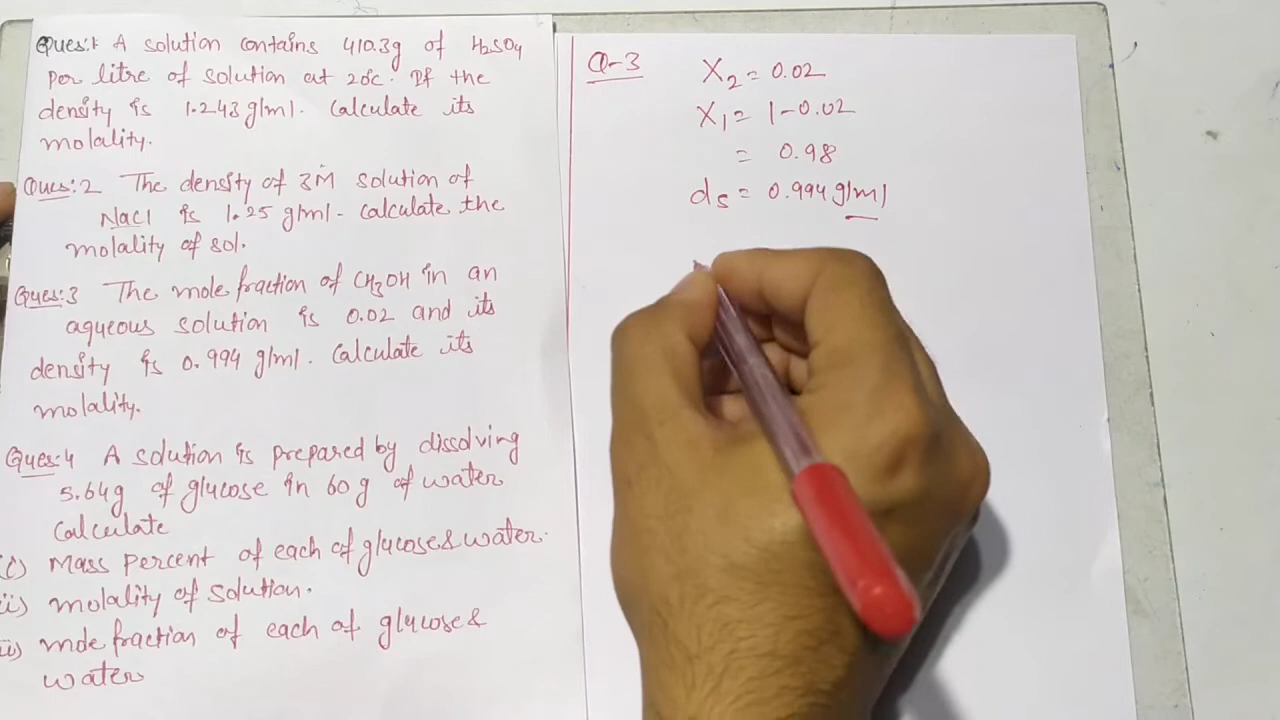 Ques:1 A solution contains 410.3g of H2SO4
per litre of solution at 20c. If the
density is 1.243 g/ml. Calculate its
molality.
Ques:2 The density of 3M solution of
NaCl is 1.25 g/ml - calculate the
molality of sol.
Ques:3 The mole fraction of CH3OH in an
aqueous solution is 0.02 and its
density is 0.994 g/ml. Calculate its
molality.
Ques:4 A solution is prepared by dissolving
5.64g of glucose in 60 g of water
Calculate
(i) Mass percent of each of glucose & water.
ii) molality of solution.
iii) mole fraction of each of glucose &
water
Q-3
X2 = 0.02
X1 = 1-0.02
= 0.98
ds = 0.994 g/ml